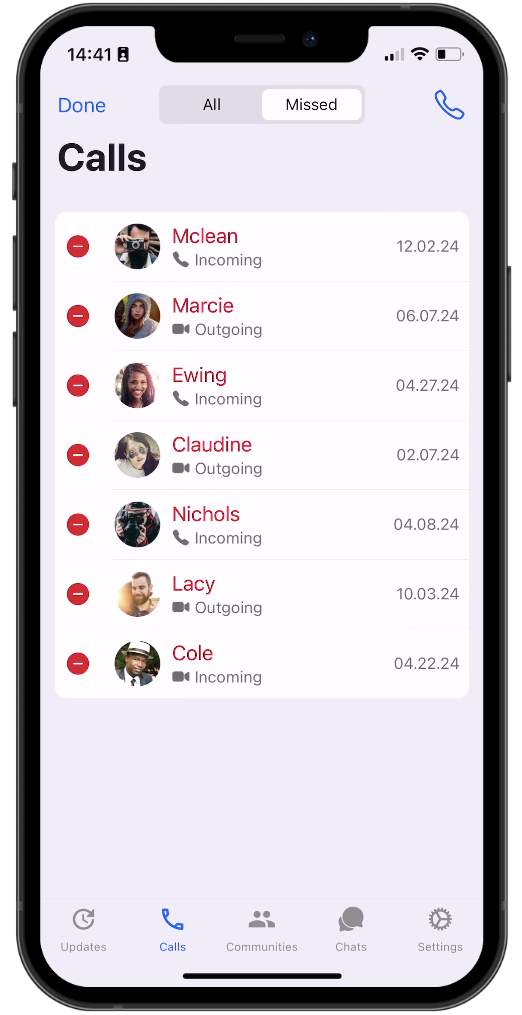 14:41
Done
All
Missed
Calls
Mclean
Incoming
12.02.24
Marcie
Outgoing
06.07.24
Ewing
Incoming
04.27.24
Claudine
Outgoing
02.07.24
Nichols
Incoming
04.08.24
Lacy
Outgoing
10.03.24
Cole
Incoming
04.22.24
Updates
Calls
Communities
Chats
Settings